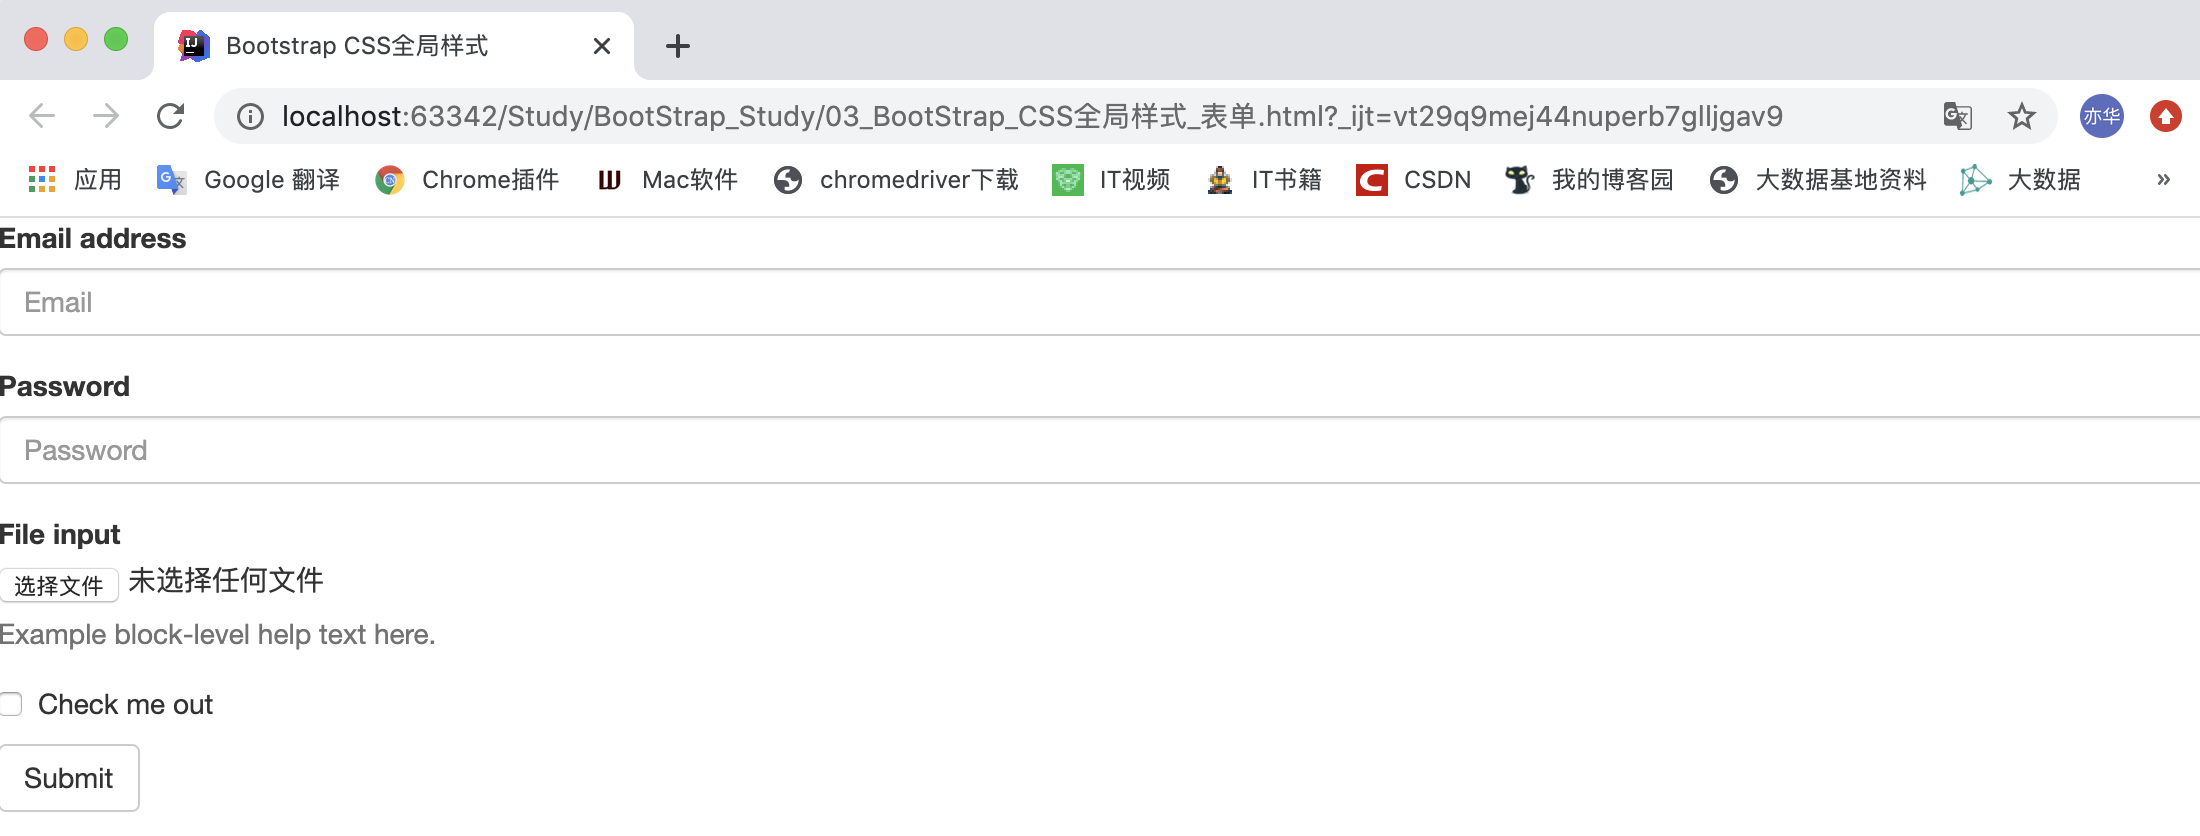 Bootstrap CSS全局样式
localhost:63342/Study/BootStrap_Study/03_BootStrap_CSS全局样式_表单.html?_ijt=vt29q9mej44nuperb7glljgav9
亦华
应用 Google 翻译 Chrome插件 Mac软件 chromedriver下载 IT视频 IT书籍 CSDN 我的博客园 大数据基地资料 大数据 »
Email address
Email
Password
Password
File input
选择文件 未选择任何文件
Example block-level help text here.
Check me out
Submit